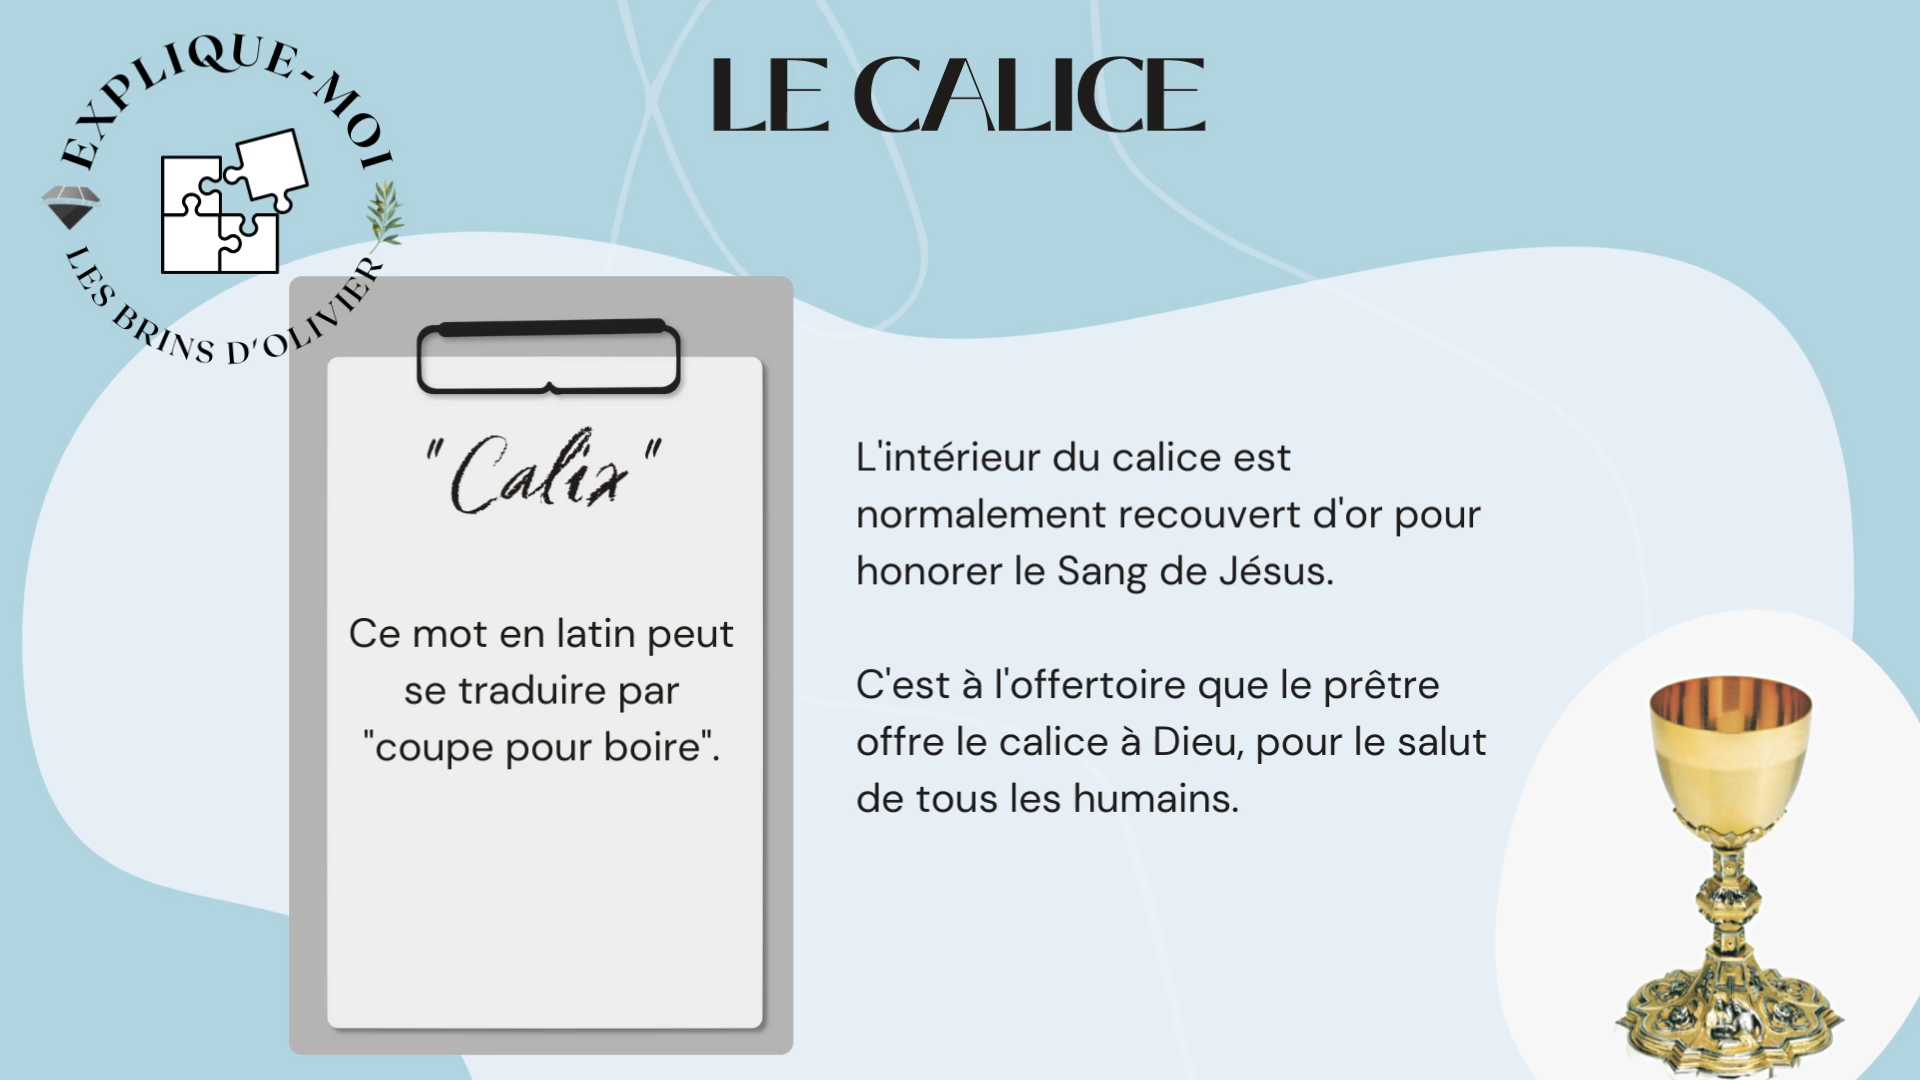 EXPLIQUE-MOI
LES BRINS D'OLIVIER
LE CALICE
"Calix"
Ce mot en latin peut
se traduire par
"coupe pour boire".
L'intérieur du calice est
normalement recouvert d'or pour
honorer le Sang de Jésus.
C'est à l'offertoire que le prêtre
offre le calice à Dieu, pour le salut
de tous les humains.